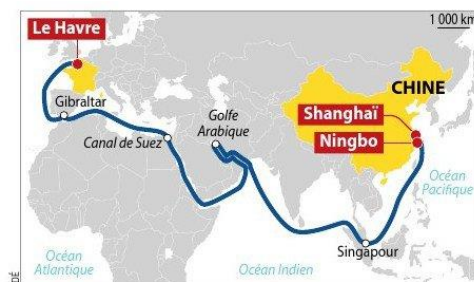 1 000 km
Le Havre
CHINE
Gibraltar
Golfe
Arabique
Shanghaï
Ningbo
Canal de Suez
Océan
Pacifique
Singapour
Océan
Atlantique
Océan Indien
DÉ